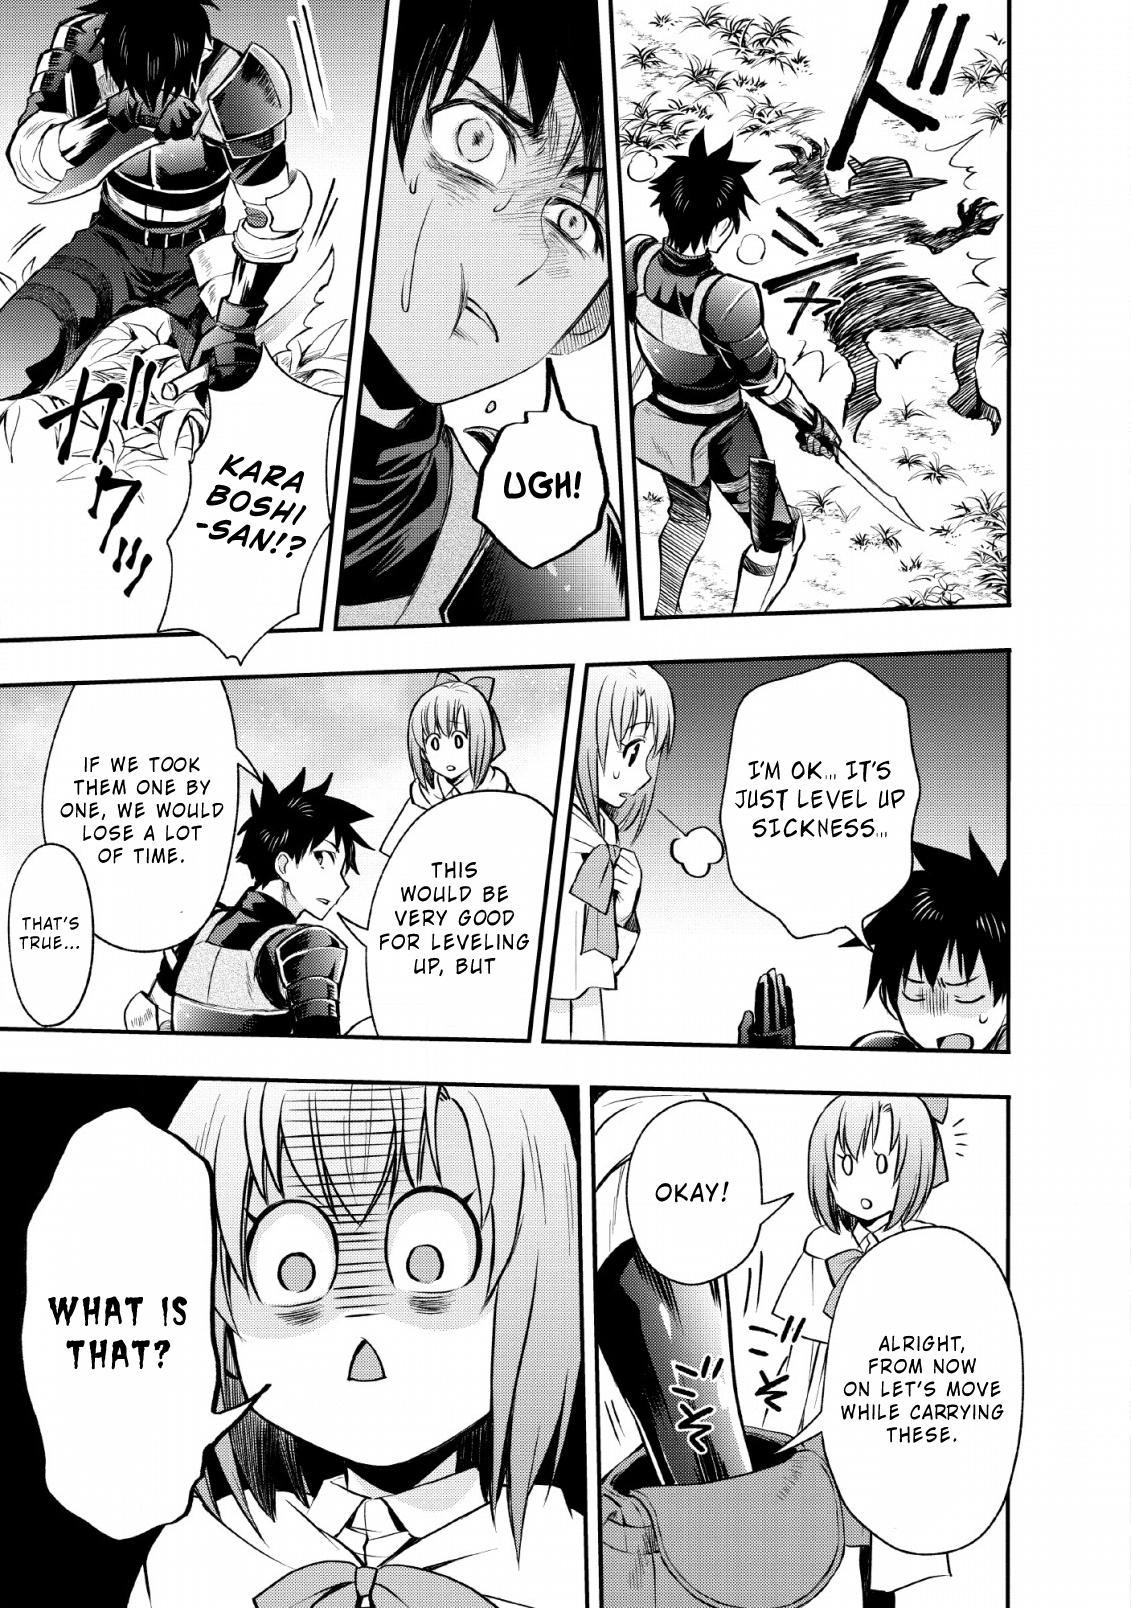 UGH!
KARA
BOSHI
-SAN!?
I'M OK... IT'S
JUST LEVEL UP
SICKNESS...
THIS
WOULD BE
VERY GOOD
FOR LEVELING
UP, BUT
IF WE TOOK
THEM ONE BY
ONE, WE WOULD
LOSE A LOT
OF TIME.
THAT'S
TRUE...
OKAY!
ALRIGHT,
FROM NOW
ON LET'S MOVE
WHILE CARRYING
THESE.
WHAT IS
THAT?